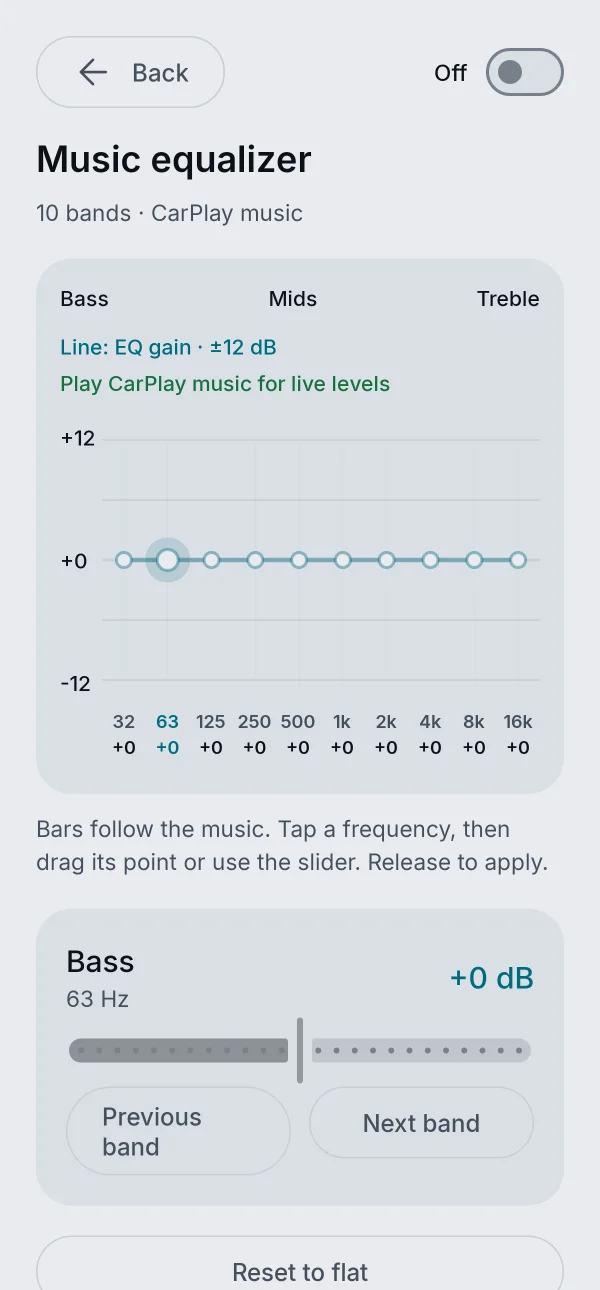 Back
Off
Music equalizer
10 bands · CarPlay music
Bass Mids Treble
Line: EQ gain · ±12 dB
Play CarPlay music for live levels
+12
+0
-12
32 63 125 250 500 1k 2k 4k 8k 16k
+0 +0 +0 +0 +0 +0 +0 +0 +0 +0
Bars follow the music. Tap a frequency, then
drag its point or use the slider. Release to apply.
Bass
+0 dB
63 Hz
Previous
band
Next band
Reset to flat